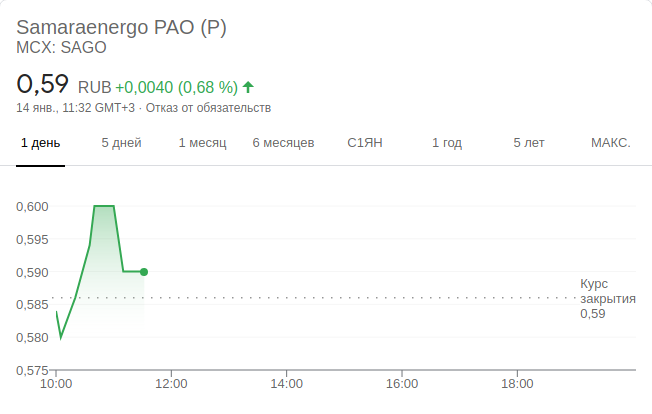 Samaraenergo PAO (P)
MCX: SAGO
0,59 RUB +0,0040 (0,68 %)
14 янв., 11:32 GMT+3 · Отказ от обязательств
1 день 5 дней 1 месяц 6 месяцев С1ЯН 1 год 5 лет МАКС.
0,600
0,595
0,590
0,585
0,580
0,575
Курс
закрытия
0,59
10:00 12:00 14:00 16:00 18:00